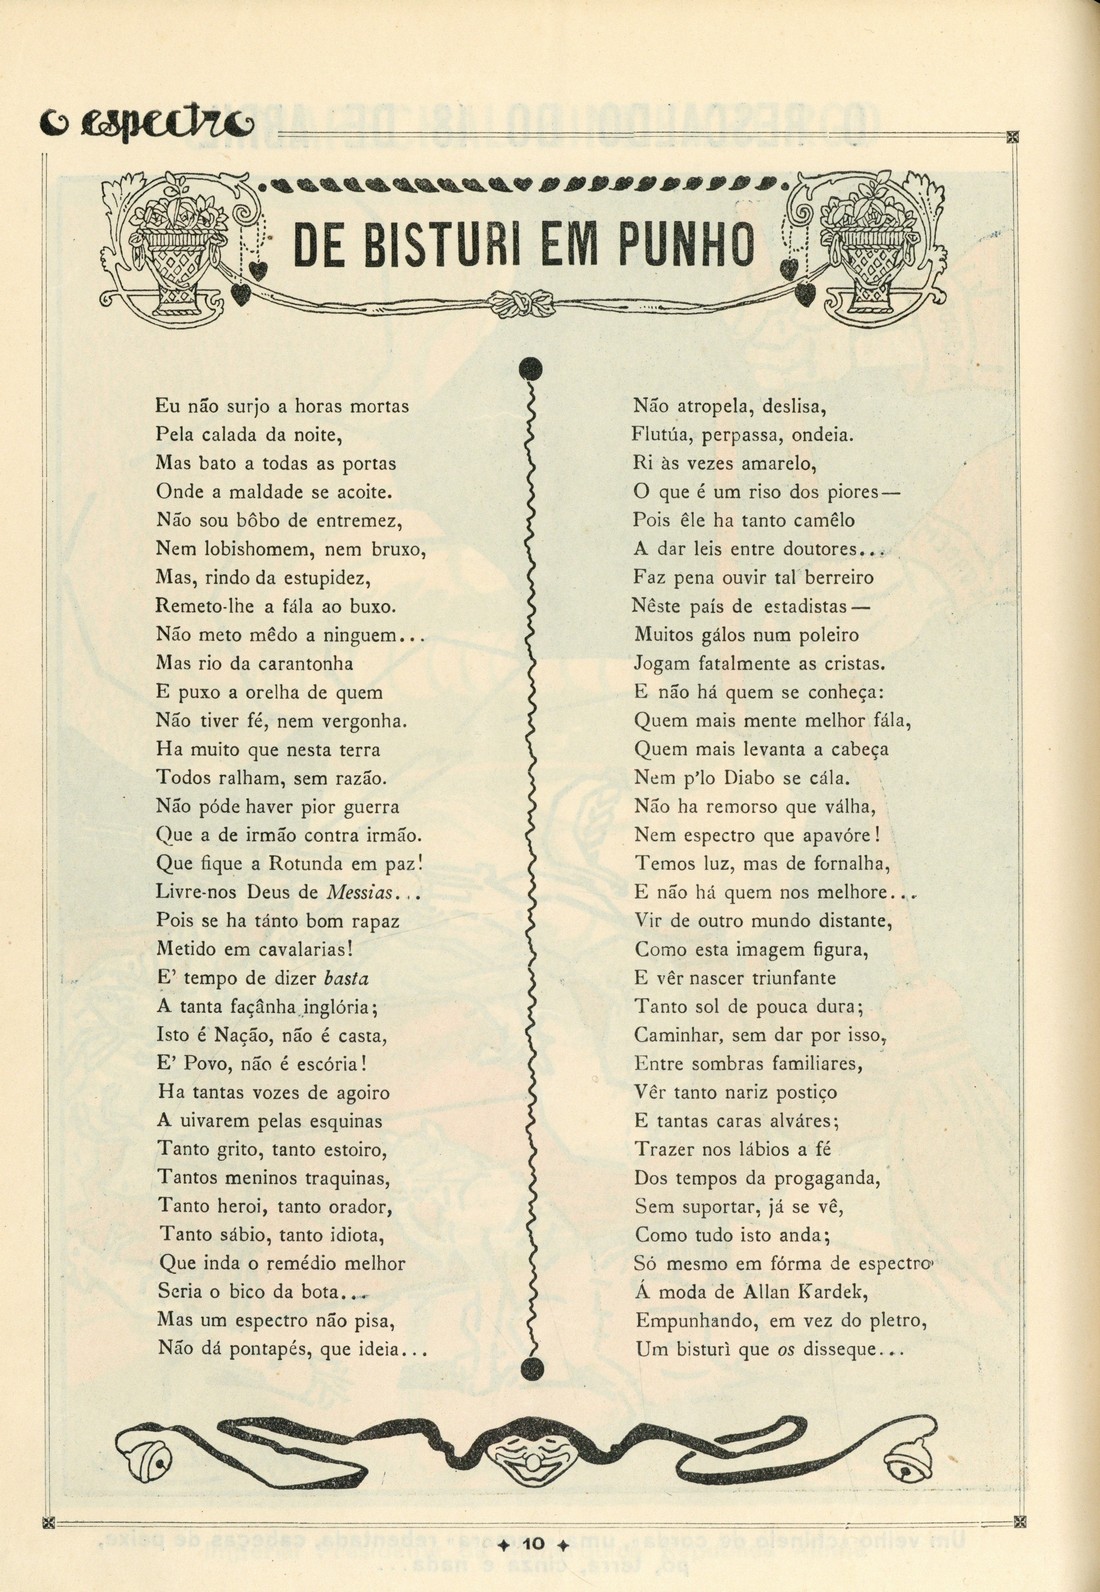 o espectro
DE BISTURI EM PUNHO
Eu não surjo a horas mortas
Pela calada da noite,
Mas bato a todas as portas
Onde a maldade se acoite.
Não sou bôbo de entremez,
Nem lobishomem, nem bruxo,
Mas, rindo da estupidez,
Remeto-lhe a fála ao buxo.
Não meto mêdo a ninguem...
Mas rio da carantonha
E puxo a orelha de quem
Não tiver fé, nem vergonha.
Ha muito que nesta terra
Todos ralham, sem razão.
Não póde haver pior guerra
Que a de irmão contra irmão.
Que fique a Rotunda em paz!
Livre-nos Deus de Messias...
Pois se ha tánto bom rapaz
Metido em cavalarias!
E' tempo de dizer basta
A tanta façânha inglória;
Isto é Nação, não é casta,
E' Povo, não é escória!
Ha tantas vozes de agoiro
A uivarem pelas esquinas
Tanto grito, tanto estoiro,
Tantos meninos traquinas,
Tanto heroi, tanto orador,
Tanto sábio, tanto idiota,
Que inda o remédio melhor
Seria o bico da bota...
Mas um espectro não pisa,
Não dá pontapés, que ideia...
Não atropela, deslisa,
Flutúa, perpassa, ondeia.
Ri às vezes amarelo,
O que é um riso dos piores—
Pois êle ha tanto camêlo
A dar leis entre doutores...
Faz pena ouvir tal berreiro
Nêste país de estadistas—
Muitos gálos num poleiro
Jogam fatalmente as cristas.
E não há quem se conheça:
Quem mais mente melhor fála,
Quem mais levanta a cabeça
Nem p'lo Diabo se cála.
Não ha remorso que válha,
Nem espectro que apavóre!
Temos luz, mas de fornalha,
E não há quem nos melhore...
Vir de outro mundo distante,
Como esta imagem figura,
E vêr nascer triunfante
Tanto sol de pouca dura;
Caminhar, sem dar por isso,
Entre sombras familiares,
Vêr tanto nariz postiço
E tantas caras alváres;
Trazer nos lábios a fé
Dos tempos da progaganda,
Sem suportar, já se vê,
Como tudo isto anda;
Só mesmo em fórma de espectro,
Á moda de Allan Kardek,
Empunhando, em vez do pletro,
Um bisturì que os disseque...
10